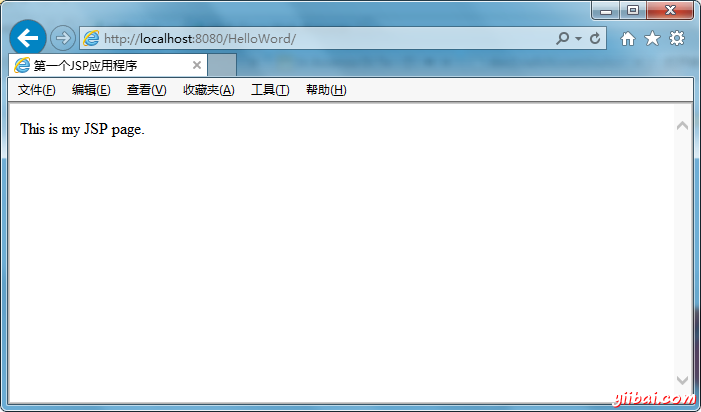 http://localhost:8080/HelloWord/
第一个JSP应用程序
文件(F) 编辑(E) 查看(V) 收藏夹(A) 工具(T) 帮助(H)
This is my JSP page.
yiibai.com